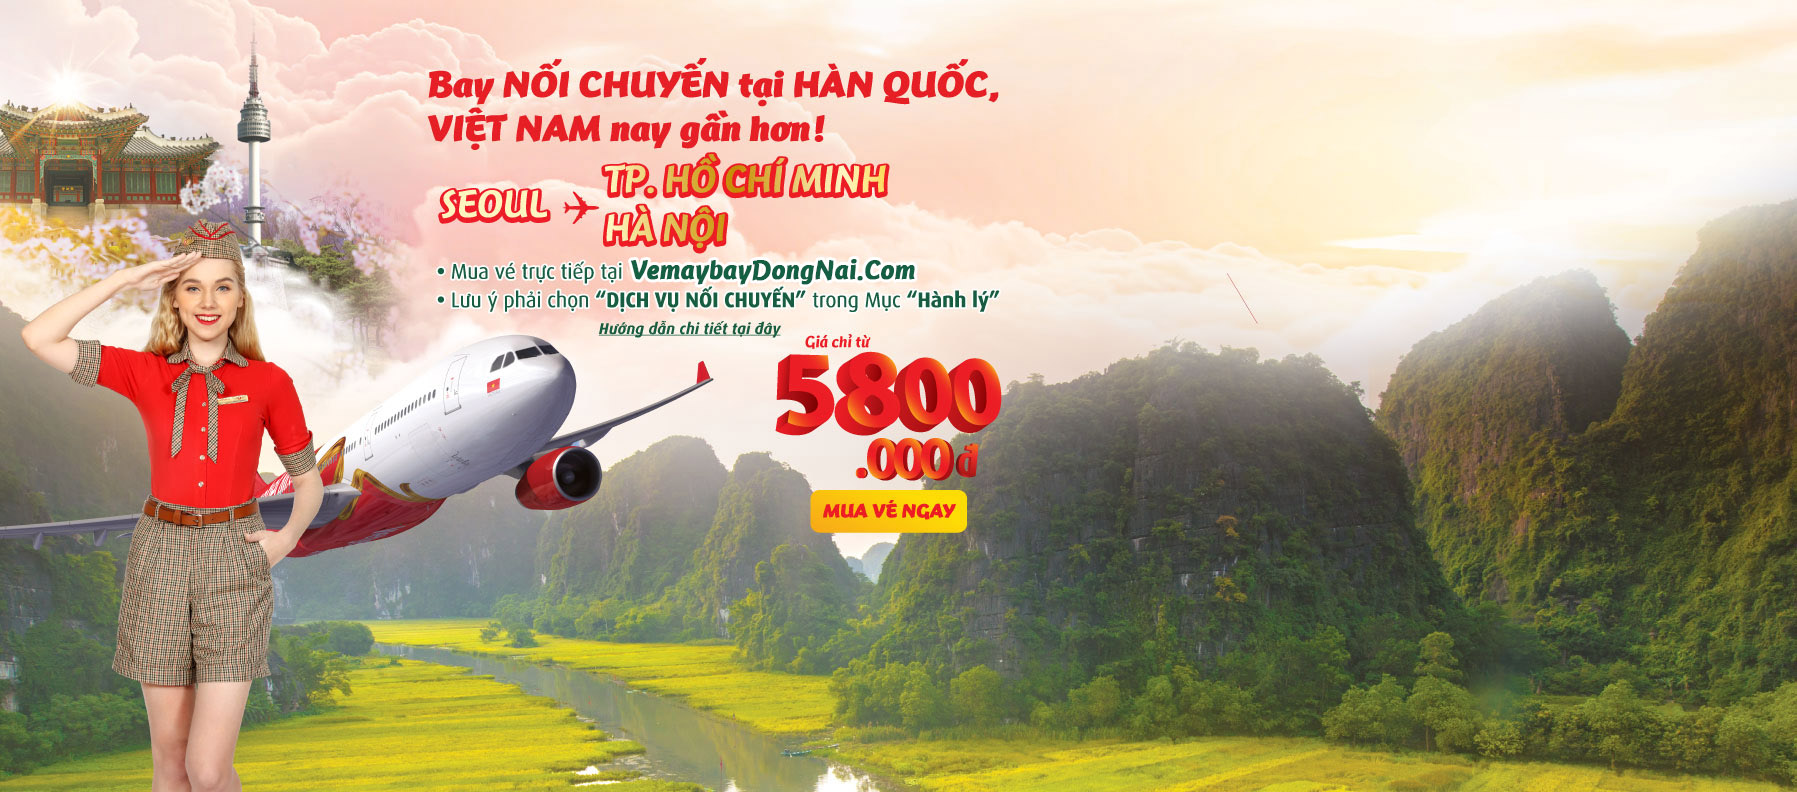 Bay NỐI CHUYẾN tại HÀN QUỐC,
VIỆT NAM nay gần hơn!
SEOUL
TP. HỒ CHÍ MINH
HÀ NỘI
• Mua vé trực tiếp tại VemaybayDongNai.Com
• Lưu ý phải chọn “DỊCH VỤ NỐI CHUYẾN” trong Mục “Hành lý”
Hướng dẫn chi tiết tại đây
Giá chỉ từ
5800
.000đ
MUA VÉ NGAY